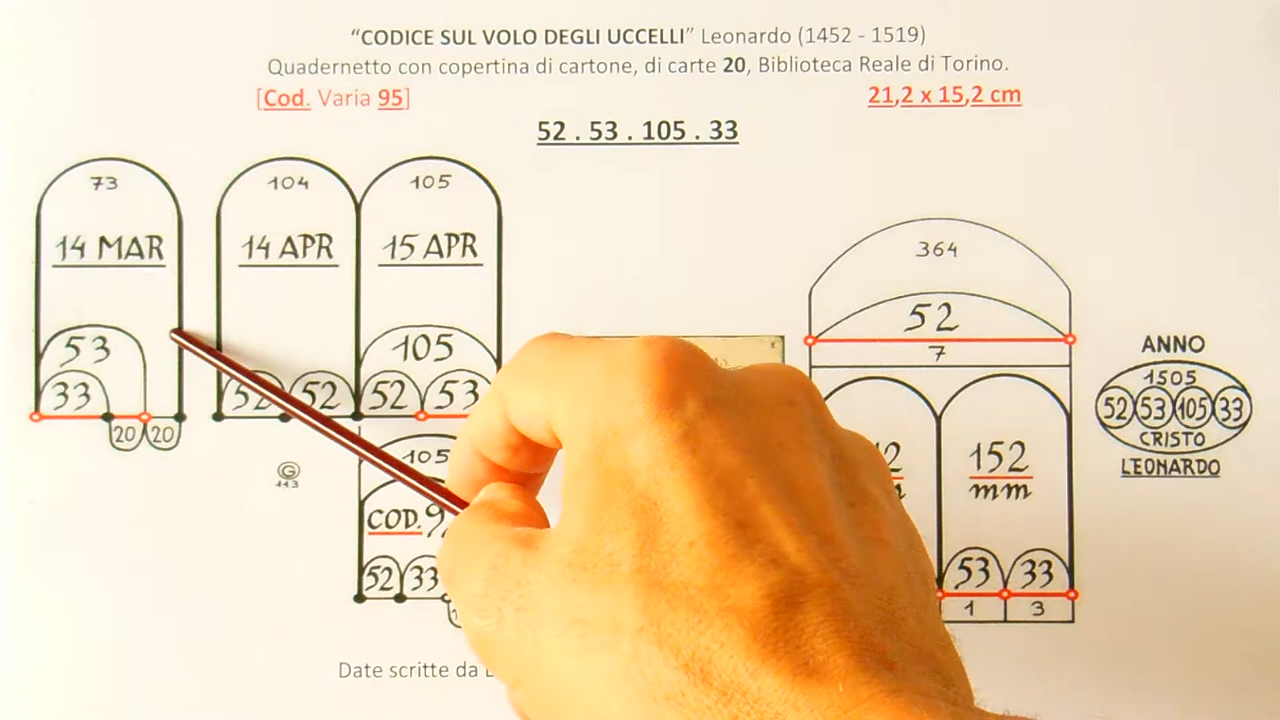 “CODICE SUL VOLO DEGLI UCCELLI” Leonardo (1452 - 1519)
Quadernetto con copertina di cartone, di carte 20, Biblioteca Reale di Torino.
[Cod. Varia 95]
21,2 x 15,2 cm
52 . 53 . 105 . 33
73
14 MAR
53
33
20 20
104
14 APR
52 52
105
15 APR
105
52 53
G
113
105
COD. 9
52 33
364
52
7
152
mm
53 33
1 3
ANNO
1505
52 53 105 33
CRISTO
LEONARDO
Date scritte da